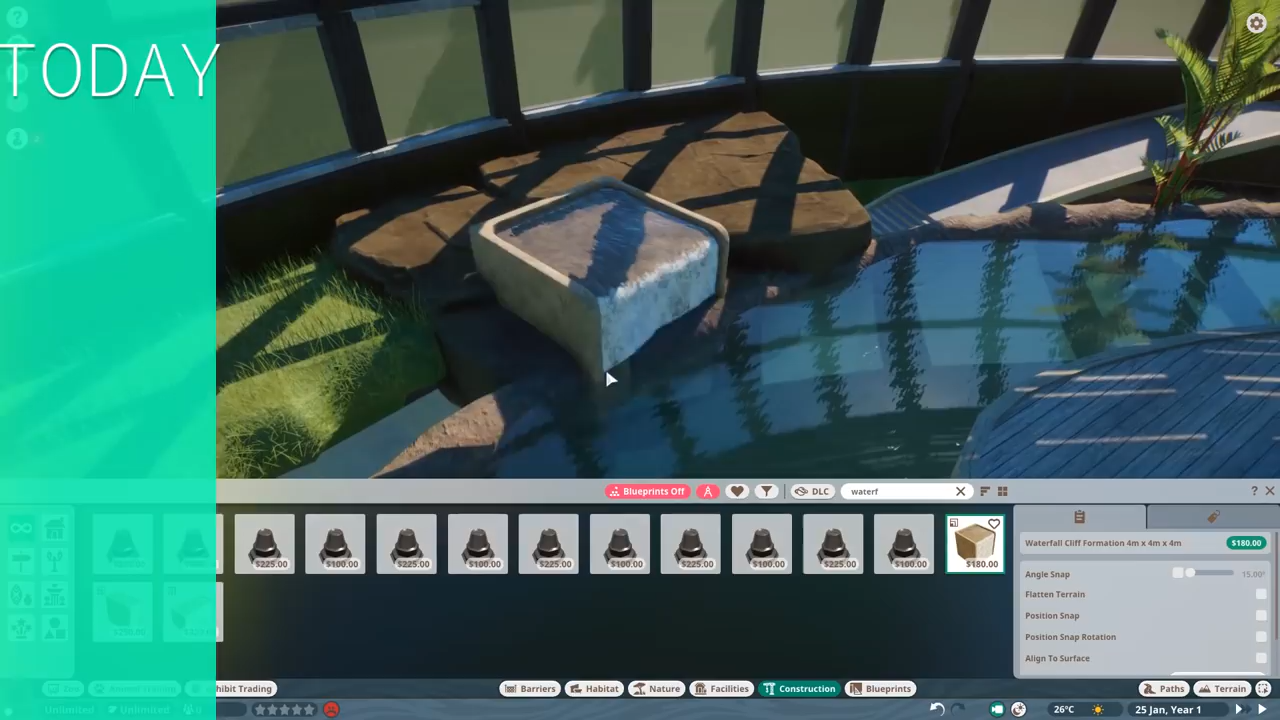 TODAY
Blueprints Off
DLC
waterf
?
$225.00
$100.00
$225.00
$100.00
$225.00
$100.00
$225.00
$100.00
$225.00
$100.00
$180.00
Waterfall Cliff Formation 4m x 4m x 4m
$180.00
Angle Snap
15.00°
Flatten Terrain
Position Snap
Position Snap Rotation
Align To Surface
hibit Trading
Barriers
Habitat
Nature
Facilities
Construction
Blueprints
Paths
Terrain
Unlimited
Unlimited
26°C
25 Jan, Year 1